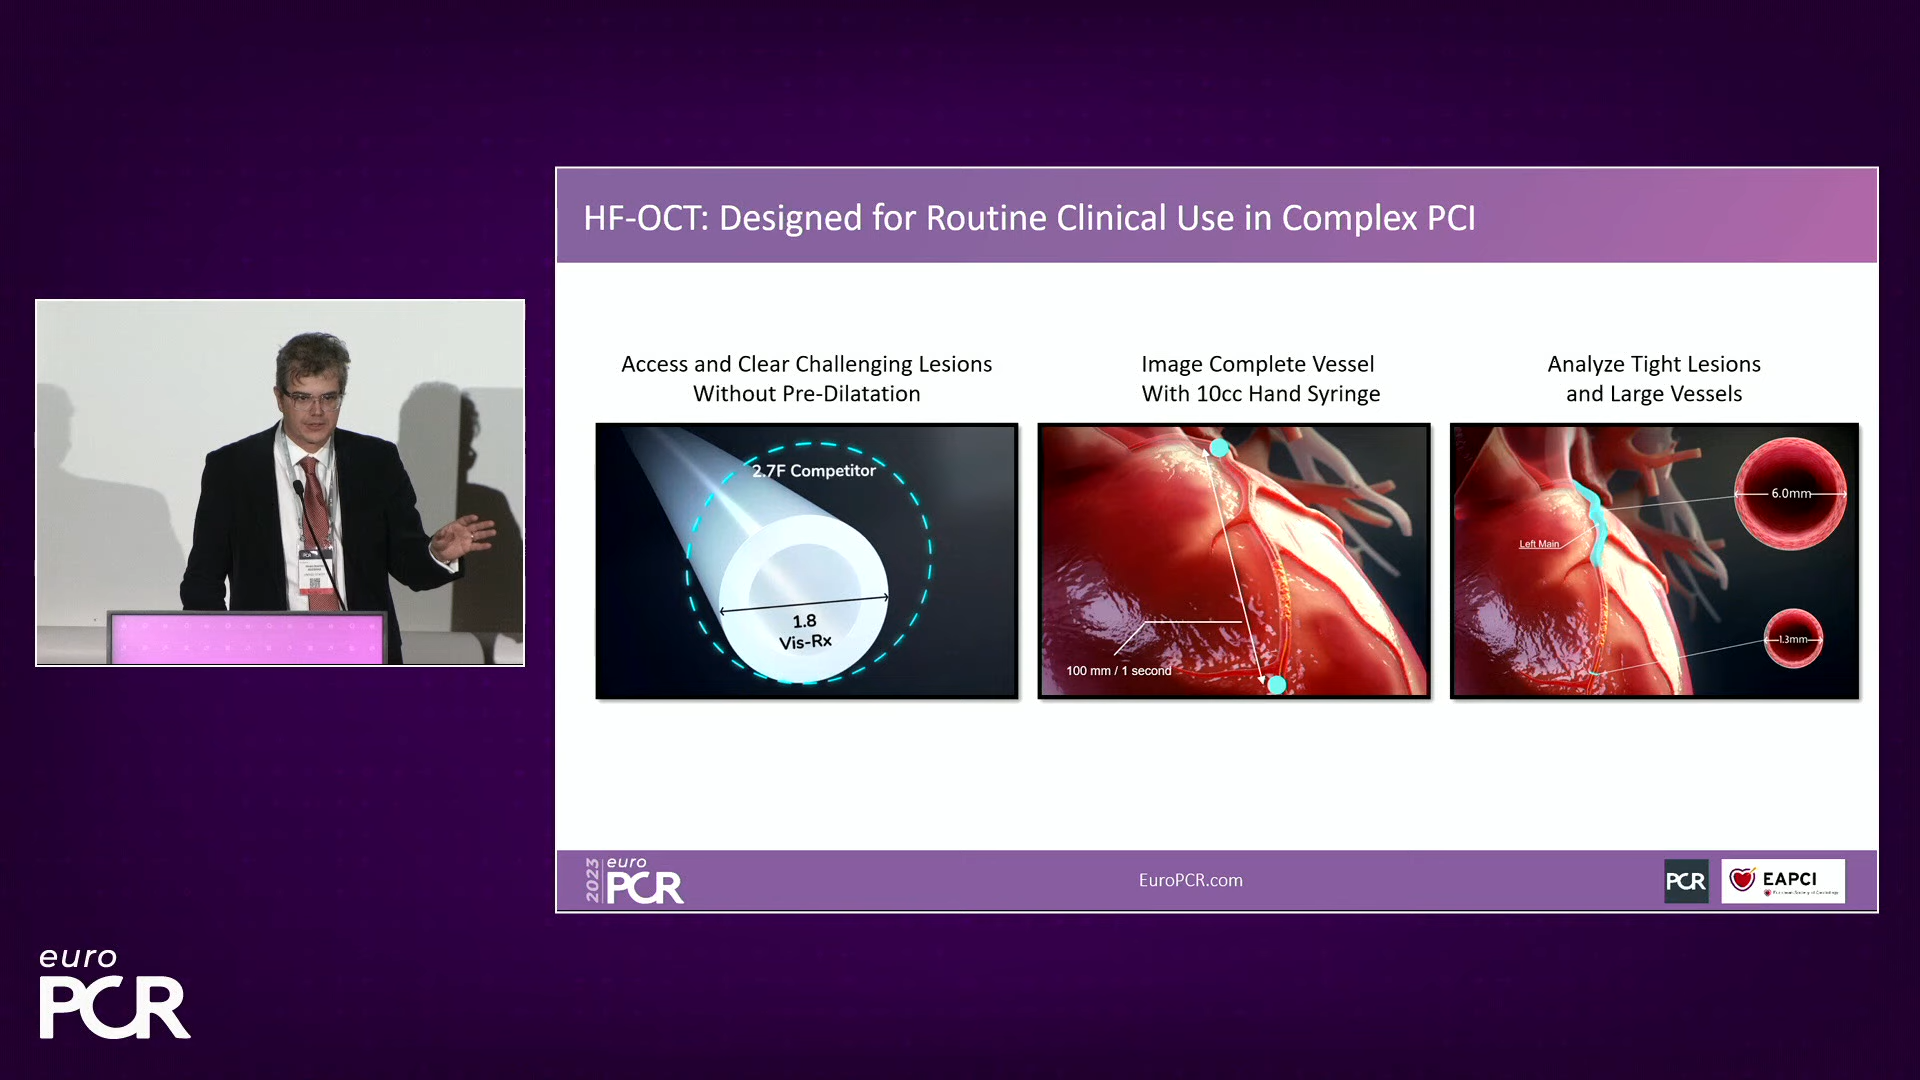 HF-OCT: Designed for Routine Clinical Use in Complex PCI
Access and Clear Challenging Lesions
Without Pre-Dilatation
2.7F Competitor
1.8
Vis-Rx
Image Complete Vessel
With 10cc Hand Syringe
100 mm / 1 second
Analyze Tight Lesions
and Large Vessels
6.0mm
Left Main
1.3mm
2023
euro
PCR
EuroPCR.com
PCR
EAPCI
euro
PCR